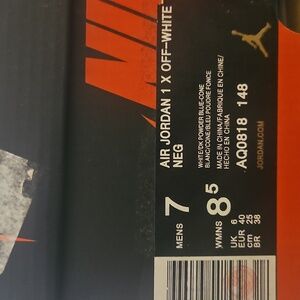 NIKE
AIR JORDAN 1 X OFF-WHITE
NEG
WHITE/DK POWDER BLUE-CONE
BLANC/CONE/BLEU POUDRE FONCE
MADE IN CHINA/FABRIQUE EN CHINE/
HECHO EN CHINA
AQ0818 148
JORDAN.COM
MENS 7
WMNS 8.5
UK 6
EUR 40
cm 25
BR 38